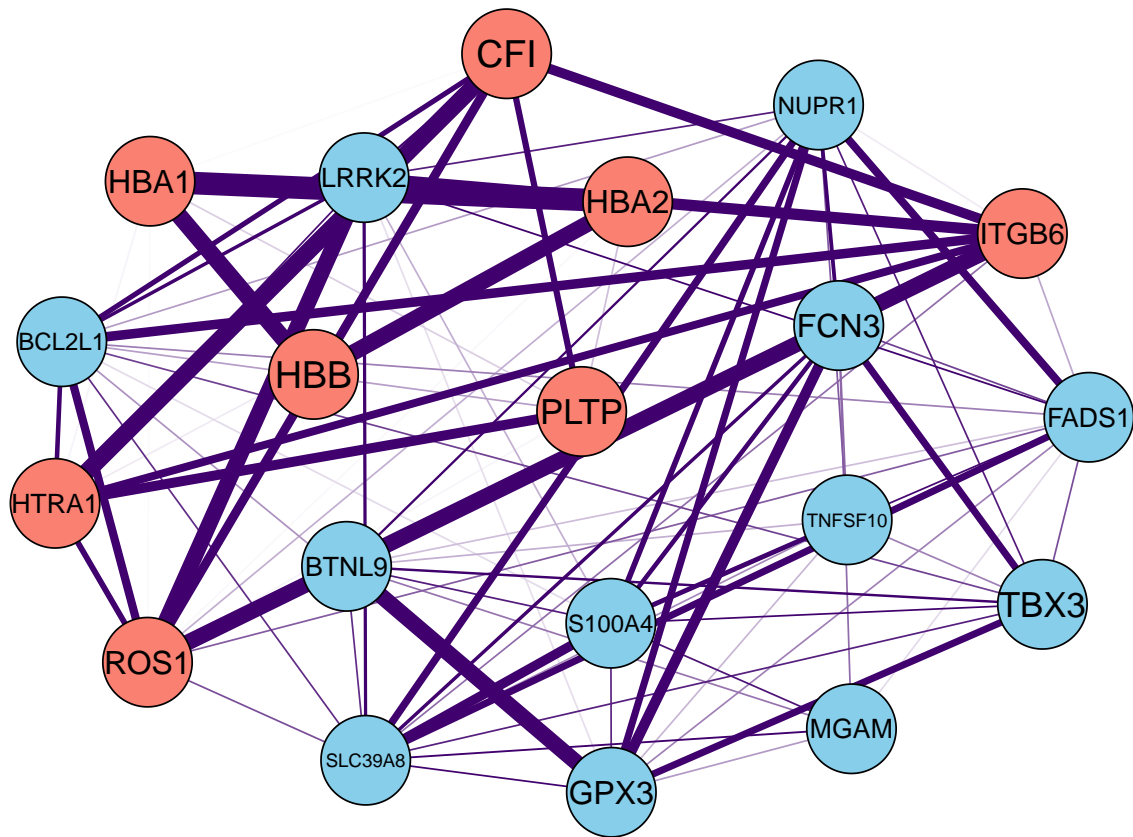 CFI
NUPR1
HBA1
LRRK2
HBA2
ITGB6
FCN3
BCL2L1
HBB
PLTP
FADS1
HTRA1
TNFSF10
BTNL9
TBX3
S100A4
ROS1
MGAM
SLC39A8
GPX3